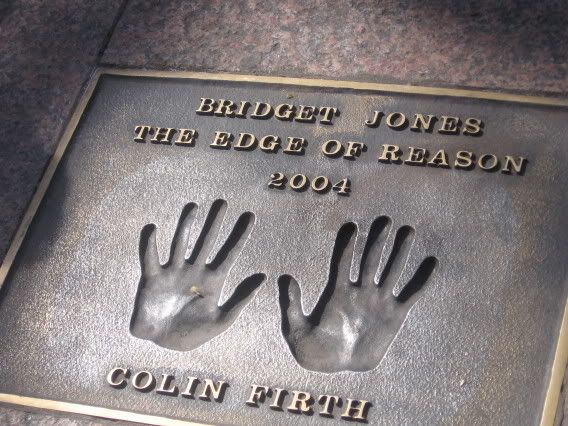 BRIDGET JONES
THE EDGE OF REASON
2004
COLIN FIRTH